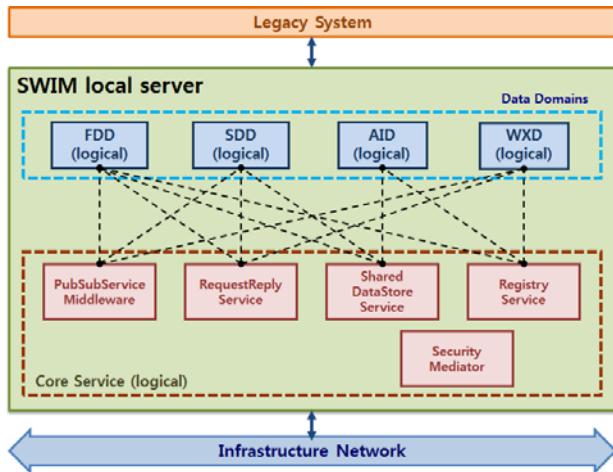 Legacy System
SWIM local server
Data Domains
FDD
(logical)
SDD
(logical)
AID
(logical)
WXD
(logical)
PubSubService
Middleware
RequestReply
Service
Shared
DataStore
Service
Registry
Service
Security
Mediator
Core Service (logical)
Infrastructure Network